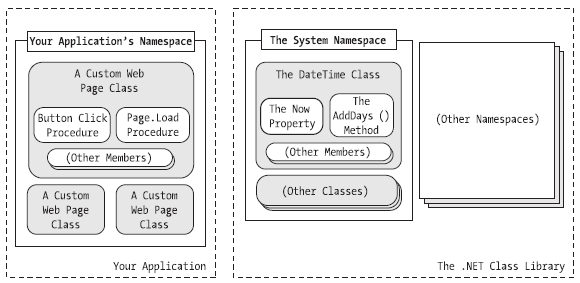 Your Application's Namespace
A Custom Web
Page Class
Button Click
Procedure
Page.Load
Procedure
(Other Members)
A Custom
Web Page
Class
A Custom
Web Page
Class
Your Application
The System Namespace
The DateTime Class
The Now
Property
The
AddDays ()
Method
(Other Members)
(Other Classes)
(Other Namespaces)
The .NET Class Library